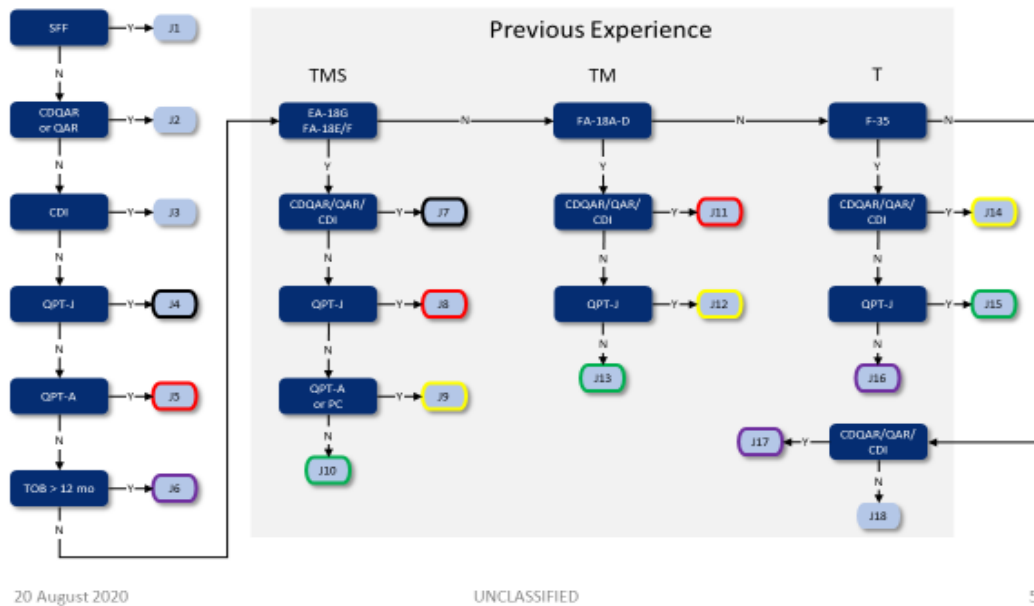 SFF
Y
J1
Previous Experience
N
TMS
TM
T
CDQAR
or QAR
Y
J2
EA-18G
FA-18E/F
N
FA-18A-D
N
F-35
N
N
Y
Y
Y
CDI
Y
J3
CDQAR/QAR/
CDI
Y
J7
CDQAR/QAR/
CDI
Y
J11
CDQAR/QAR/
CDI
Y
J14
N
N
N
N
QPT-J
Y
J4
QPT-J
Y
J8
QPT-J
Y
J12
QPT-J
Y
J15
N
N
N
N
J13
J16
QPT-A
Y
J5
QPT-A
or PC
Y
J9
N
N
J17
Y
CDQAR/QAR/
CDI
J10
TOB > 12 mo
Y
J6
N
N
J18
20 August 2020
UNCLASSIFIED